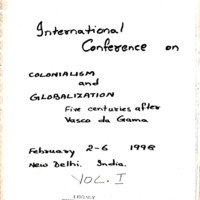 International
Conference on
COLONIALISM
and
GLOBALIZATION
Five centuries after
Vasco da Gama
February 2-6 1998
New Delhi. India.
VOL. I